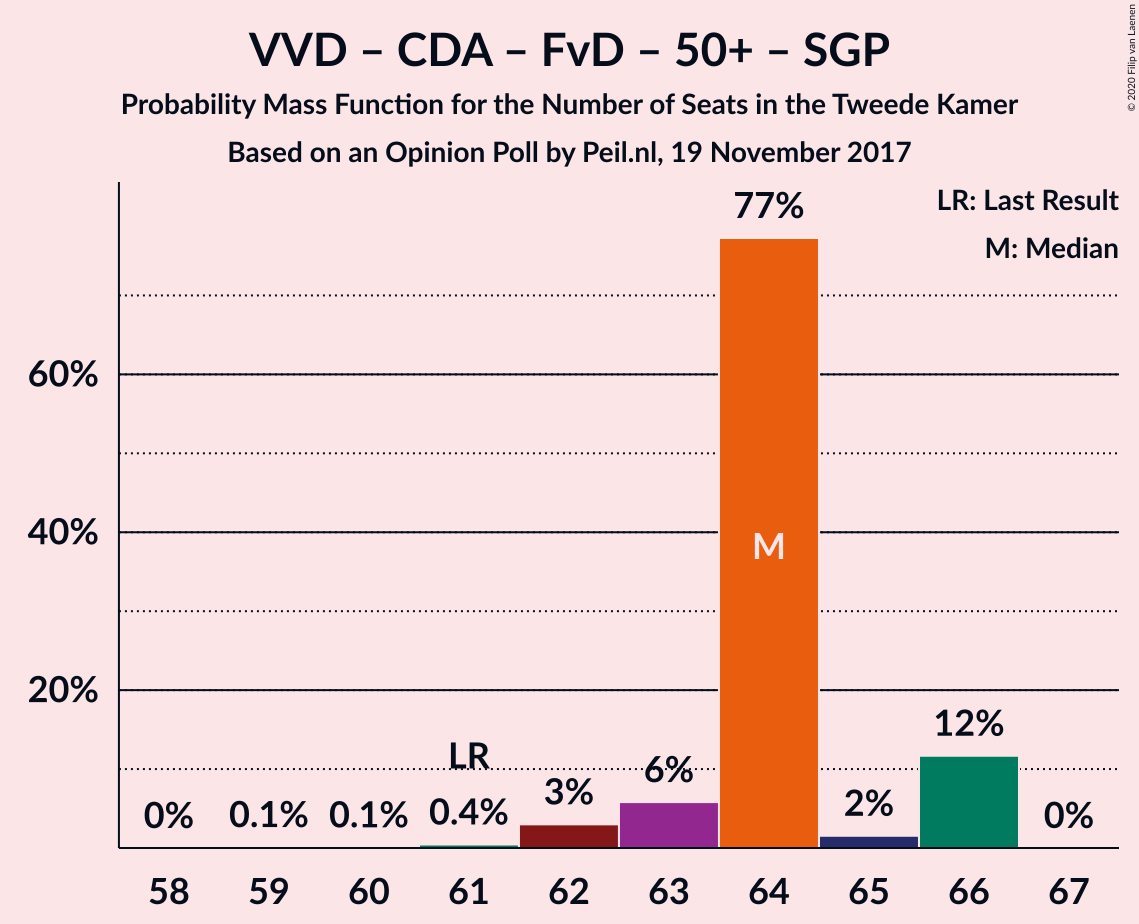 VVD – CDA – FvD – 50+ – SGP
Probability Mass Function for the Number of Seats in the Tweede Kamer
Based on an Opinion Poll by Peil.nl, 19 November 2017
© 2020 Filip van Laenen
LR: Last Result
M: Median
77%
60%
40%
M
20%
12%
LR
6%
3%
2%
0%
0.1%
0.1%
0.4%
0%
58 59 60 61 62 63 64 65 66 67